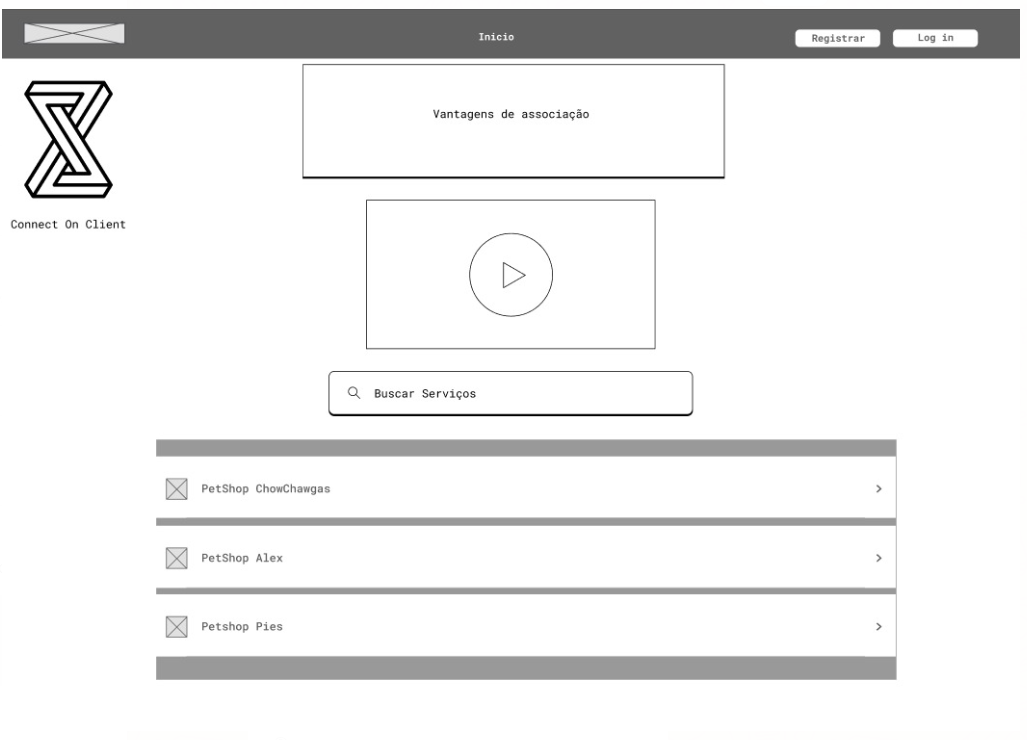 Inicio
Registrar
Log in
Vantagens de associação
Connect On Client
Buscar Serviços
PetShop ChowChawgas
PetShop Alex
Petshop Pies